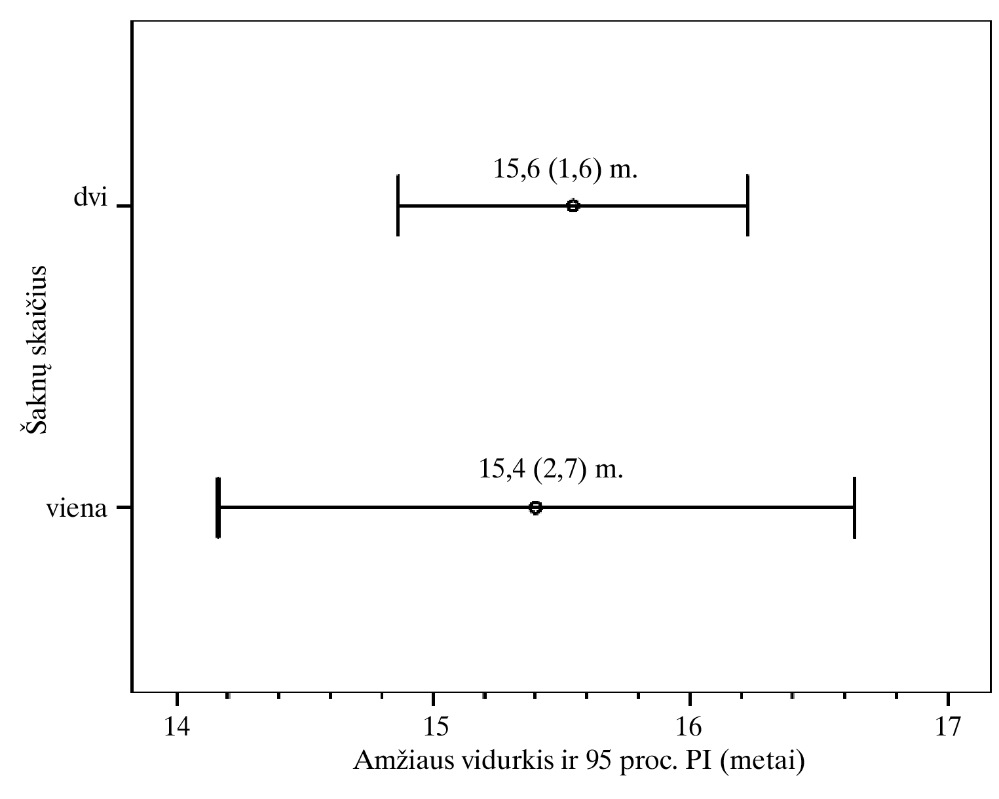 15,6 (1,6) m.
dvi
Šaknų skaičius
15,4 (2,7) m.
viena
14 15 16 17
Amžiaus vidurkis ir 95 proc. PI (metai)